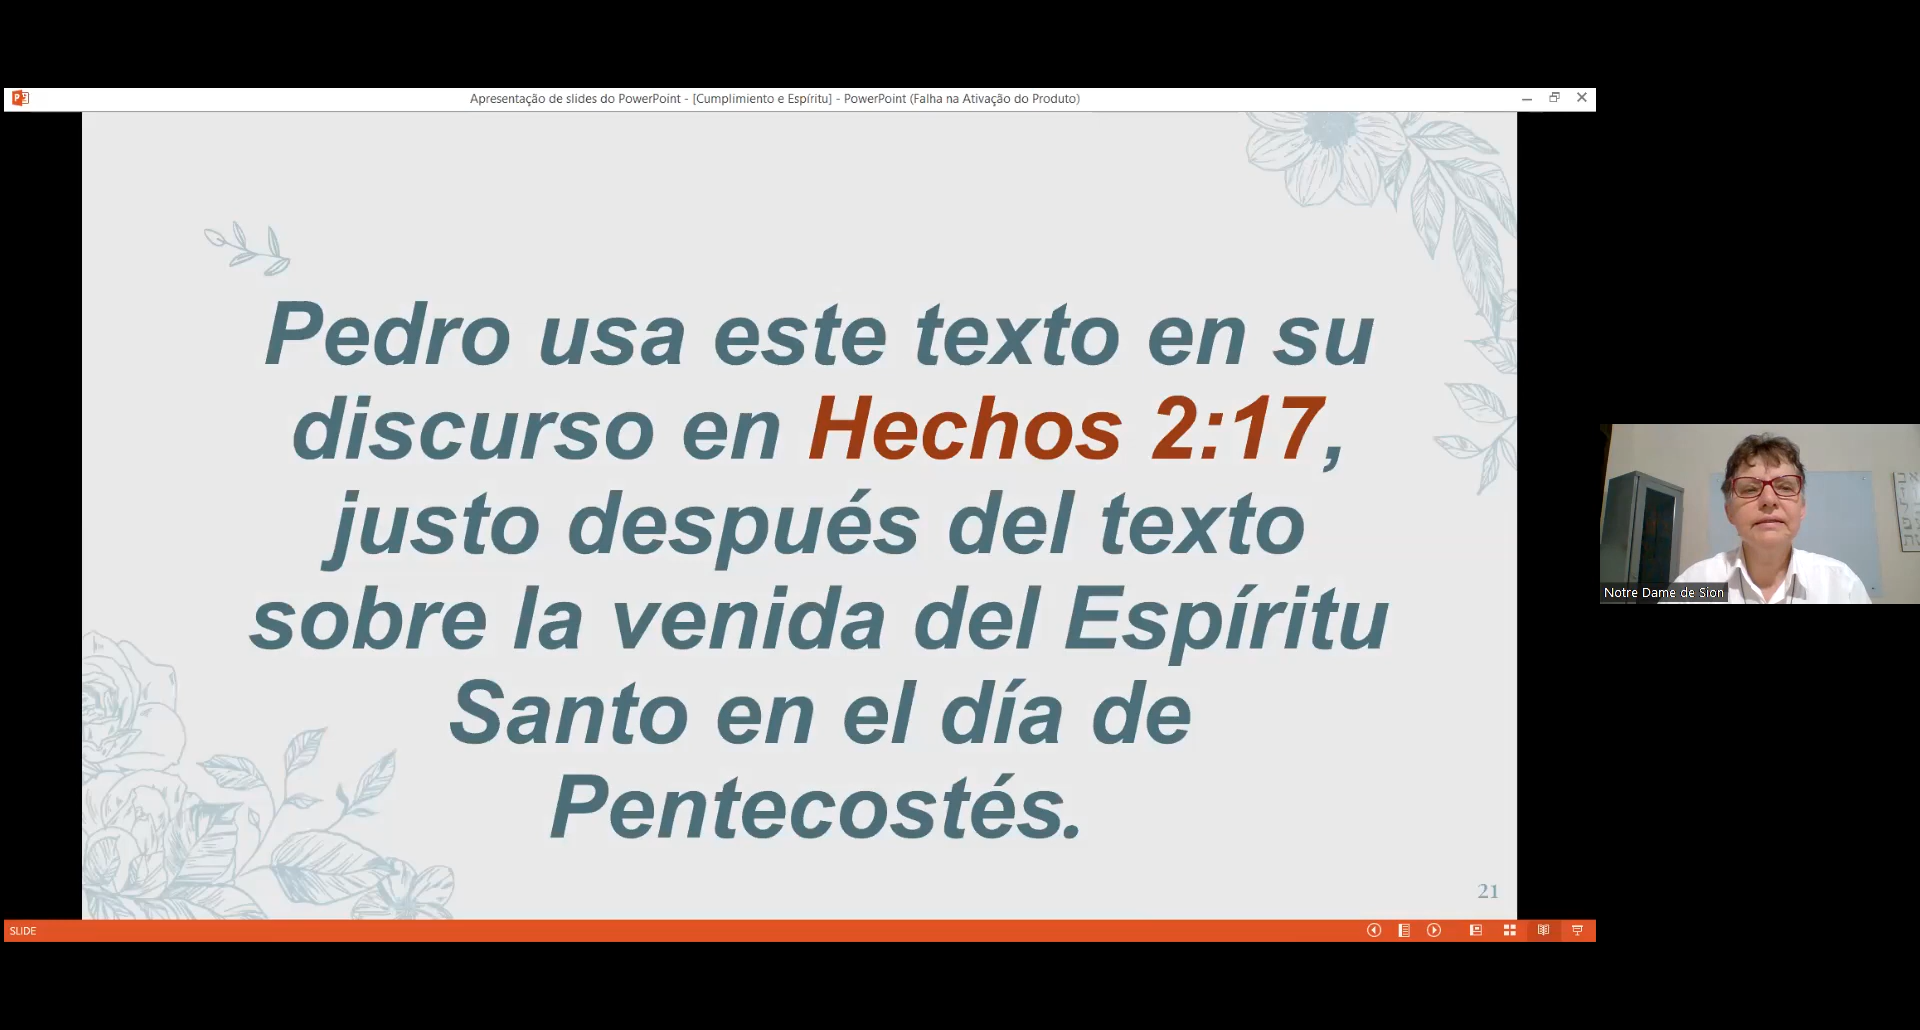 Apresentação de slides do PowerPoint - [Cumplimiento e Espíritu] - PowerPoint (Falha na Ativação do Produto)
Pedro usa este texto en su
discurso en Hechos 2:17,
justo después del texto
sobre la venida del Espíritu
Santo en el día de
Pentecostés.
21
SLIDE
Notre Dame de Sion